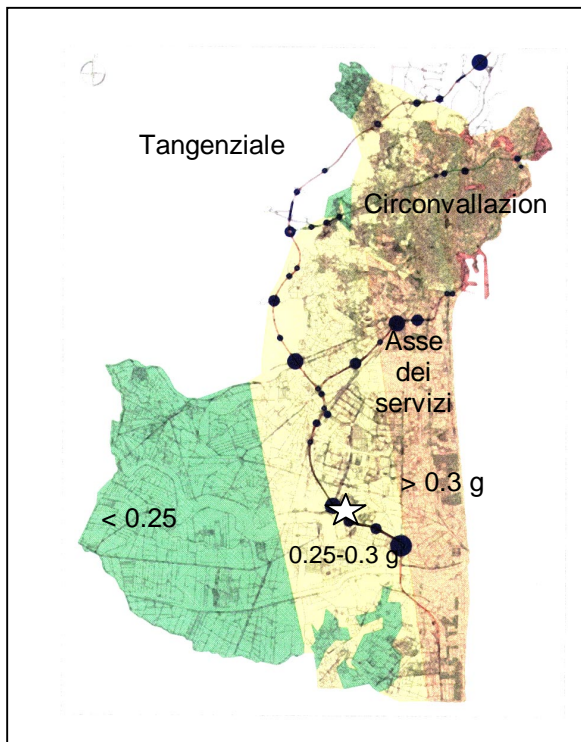 Tangenziale
Circonvallazion
Asse
dei
servizi
> 0.3 g
< 0.25
0.25-0.3 g